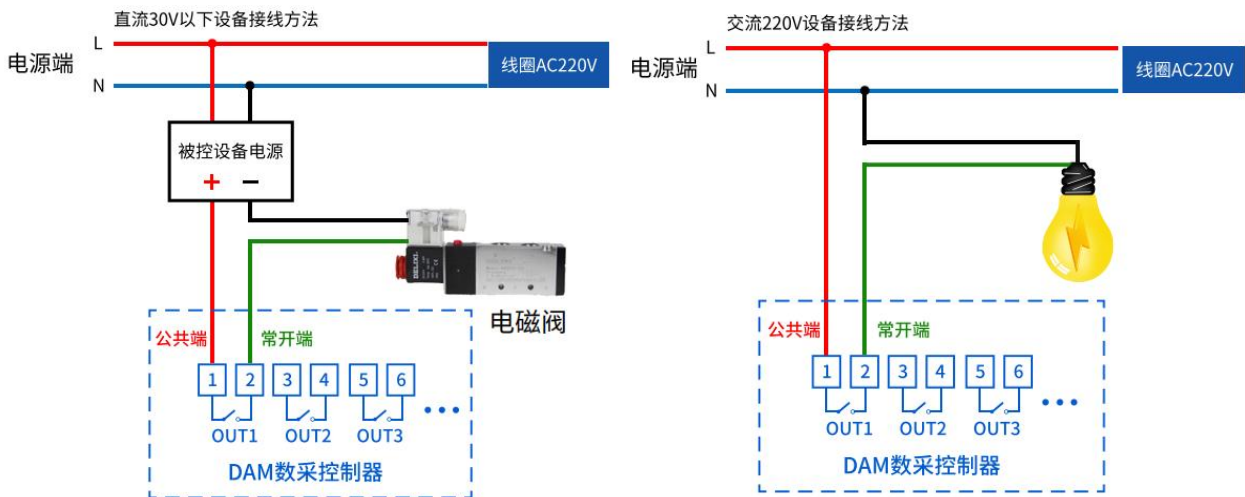 直流30V以下设备接线方法
L
电源端
N
线圈AC220V
被控设备电源
+ −
DELIXI
电磁阀
公共端
常开端
1 2 3 4 5 6
OUT1 OUT2 OUT3
DAM数采控制器
交流220V设备接线方法
L
电源端
N
线圈AC220V
公共端
常开端
1 2 3 4 5 6
OUT1 OUT2 OUT3
DAM数采控制器